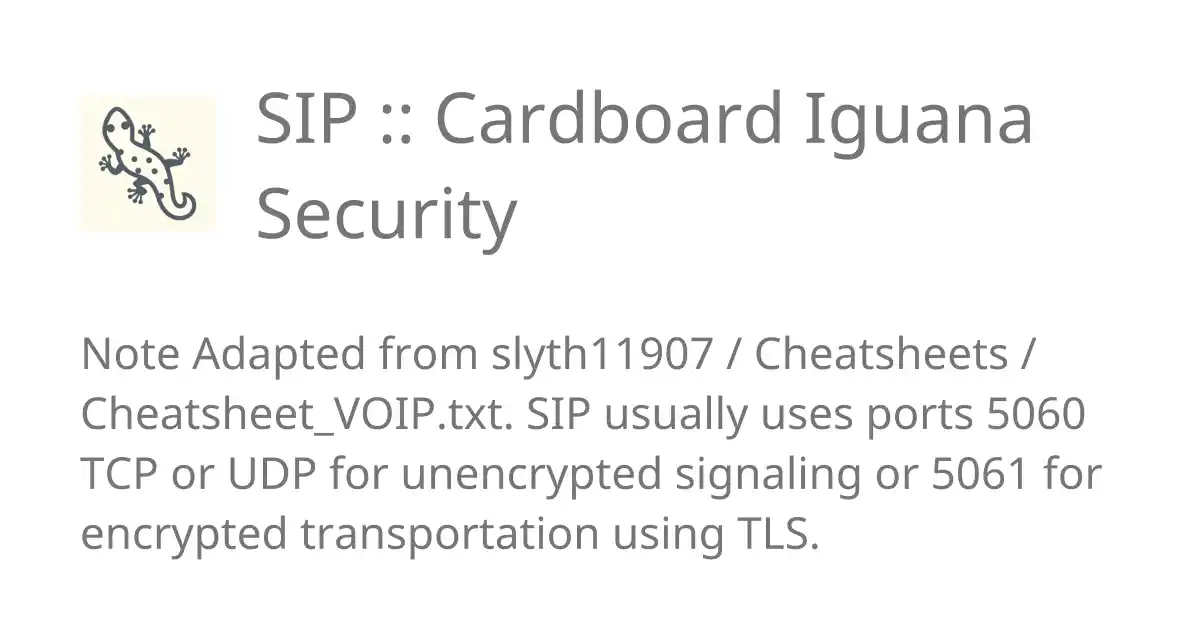 SIP :: Cardboard Iguana
Security
Note Adapted from slyth11907 / Cheatsheets /
Cheatsheet_VOIP.txt. SIP usually uses ports 5060
TCP or UDP for unencrypted signaling or 5061 for
encrypted transportation using TLS.